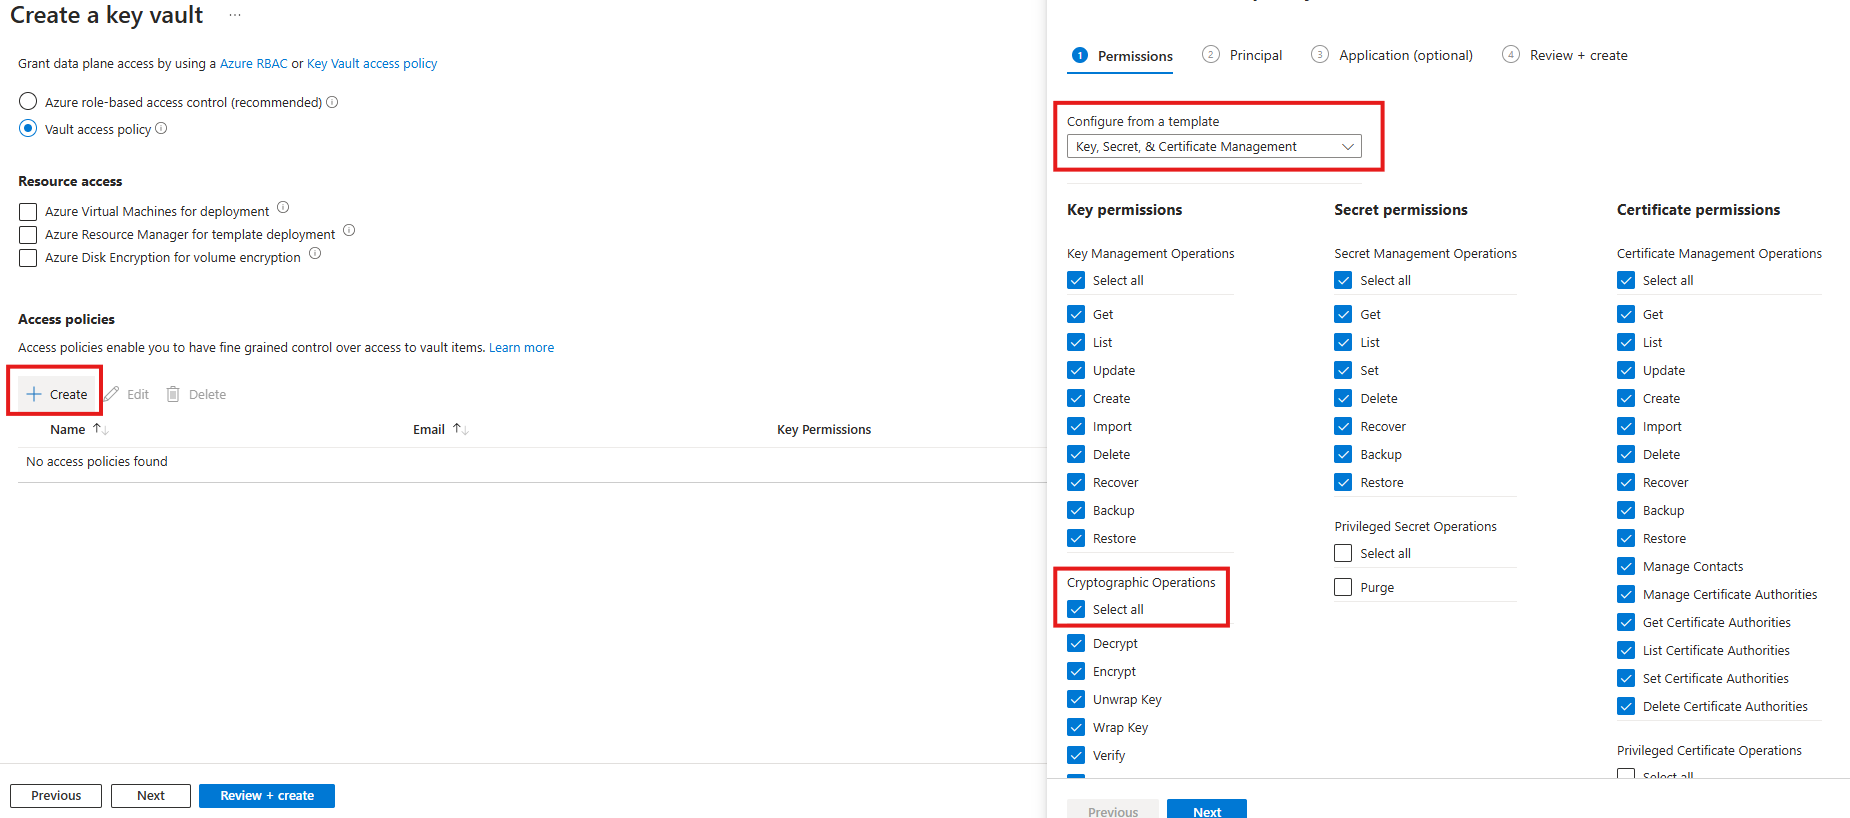 Create a key vault ...
Grant data plane access by using a Azure RBAC or Key Vault access policy
Azure role-based access control (recommended)
Vault access policy
Resource access
Azure Virtual Machines for deployment
Azure Resource Manager for template deployment
Azure Disk Encryption for volume encryption
Access policies
Access policies enable you to have fine grained control over access to vault items. Learn more
+ Create Edit Delete
Name Email Key Permissions
No access policies found
Previous Next Review + create
1 Permissions 2 Principal 3 Application (optional) 4 Review + create
Configure from a template
Key, Secret, & Certificate Management
Key permissions
Key Management Operations
Select all
Get
List
Update
Create
Import
Delete
Recover
Backup
Restore
Cryptographic Operations
Select all
Decrypt
Encrypt
Unwrap Key
Wrap Key
Verify
Secret permissions
Secret Management Operations
Select all
Get
List
Set
Delete
Recover
Backup
Restore
Privileged Secret Operations
Select all
Purge
Certificate permissions
Certificate Management Operations
Select all
Get
List
Update
Create
Import
Delete
Recover
Backup
Restore
Manage Contacts
Manage Certificate Authorities
Get Certificate Authorities
List Certificate Authorities
Set Certificate Authorities
Delete Certificate Authorities
Privileged Certificate Operations
Select all
Previous Next